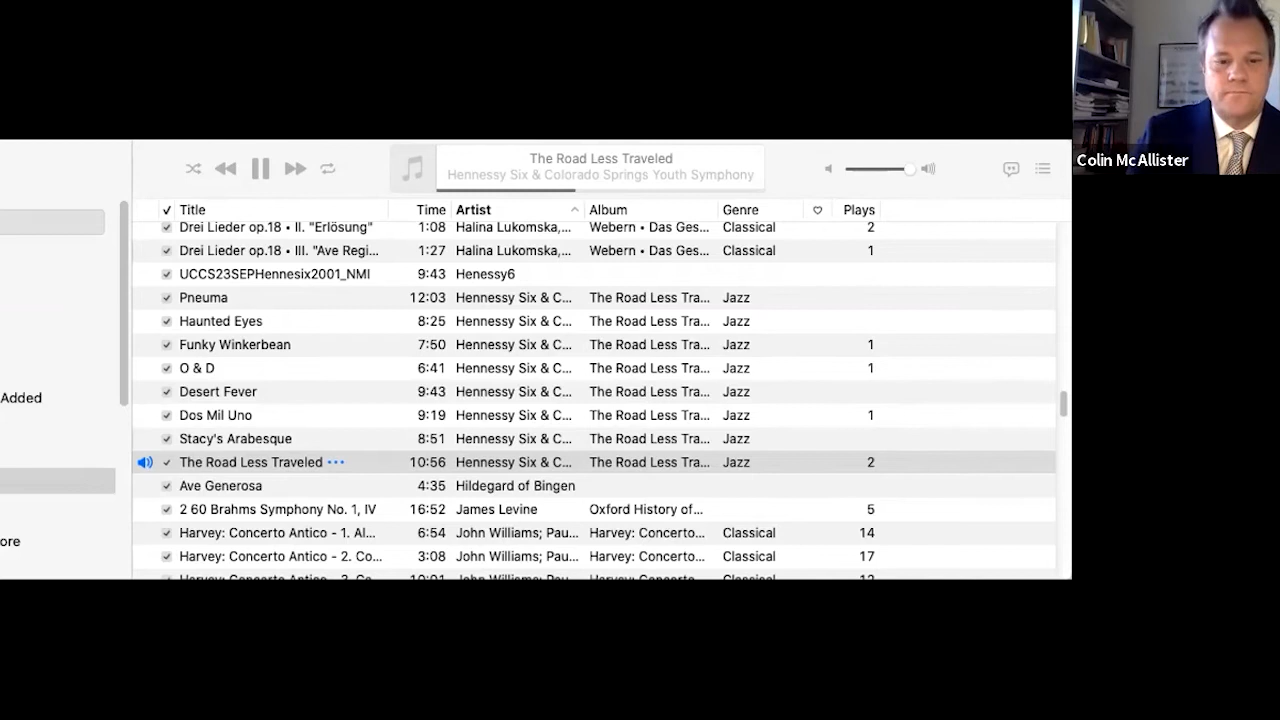 Colin McAllister
The Road Less Traveled
Hennessy Six & Colorado Springs Youth Symphony
✓ Title Time Artist Album Genre Plays
Drei Lieder op.18 • II. "Erlösung" 1:08 Halina Lukomska,... Webern • Das Ges... Classical 2
Drei Lieder op.18 • III. "Ave Regi... 1:27 Halina Lukomska,... Webern • Das Ges... Classical 1
UCCS23SEPHennesix2001_NMI 9:43 Henessy6
Pneuma 12:03 Hennessy Six & C... The Road Less Tra... Jazz
Haunted Eyes 8:25 Hennessy Six & C... The Road Less Tra... Jazz
Funky Winkerbean 7:50 Hennessy Six & C... The Road Less Tra... Jazz 1
O & D 6:41 Hennessy Six & C... The Road Less Tra... Jazz 1
Added
Desert Fever 9:43 Hennessy Six & C... The Road Less Tra... Jazz
Dos Mil Uno 9:19 Hennessy Six & C... The Road Less Tra... Jazz 1
Stacy's Arabesque 8:51 Hennessy Six & C... The Road Less Tra... Jazz
The Road Less Traveled ••• 10:56 Hennessy Six & C... The Road Less Tra... Jazz 2
Ave Generosa 4:35 Hildegard of Bingen
2 60 Brahms Symphony No. 1, IV 16:52 James Levine Oxford History of... 5
Harvey: Concerto Antico - 1. Al... 6:54 John Williams; Pau... Harvey: Concerto... Classical 14
ore
Harvey: Concerto Antico - 2. Co... 3:08 John Williams; Pau... Harvey: Concerto... Classical 17